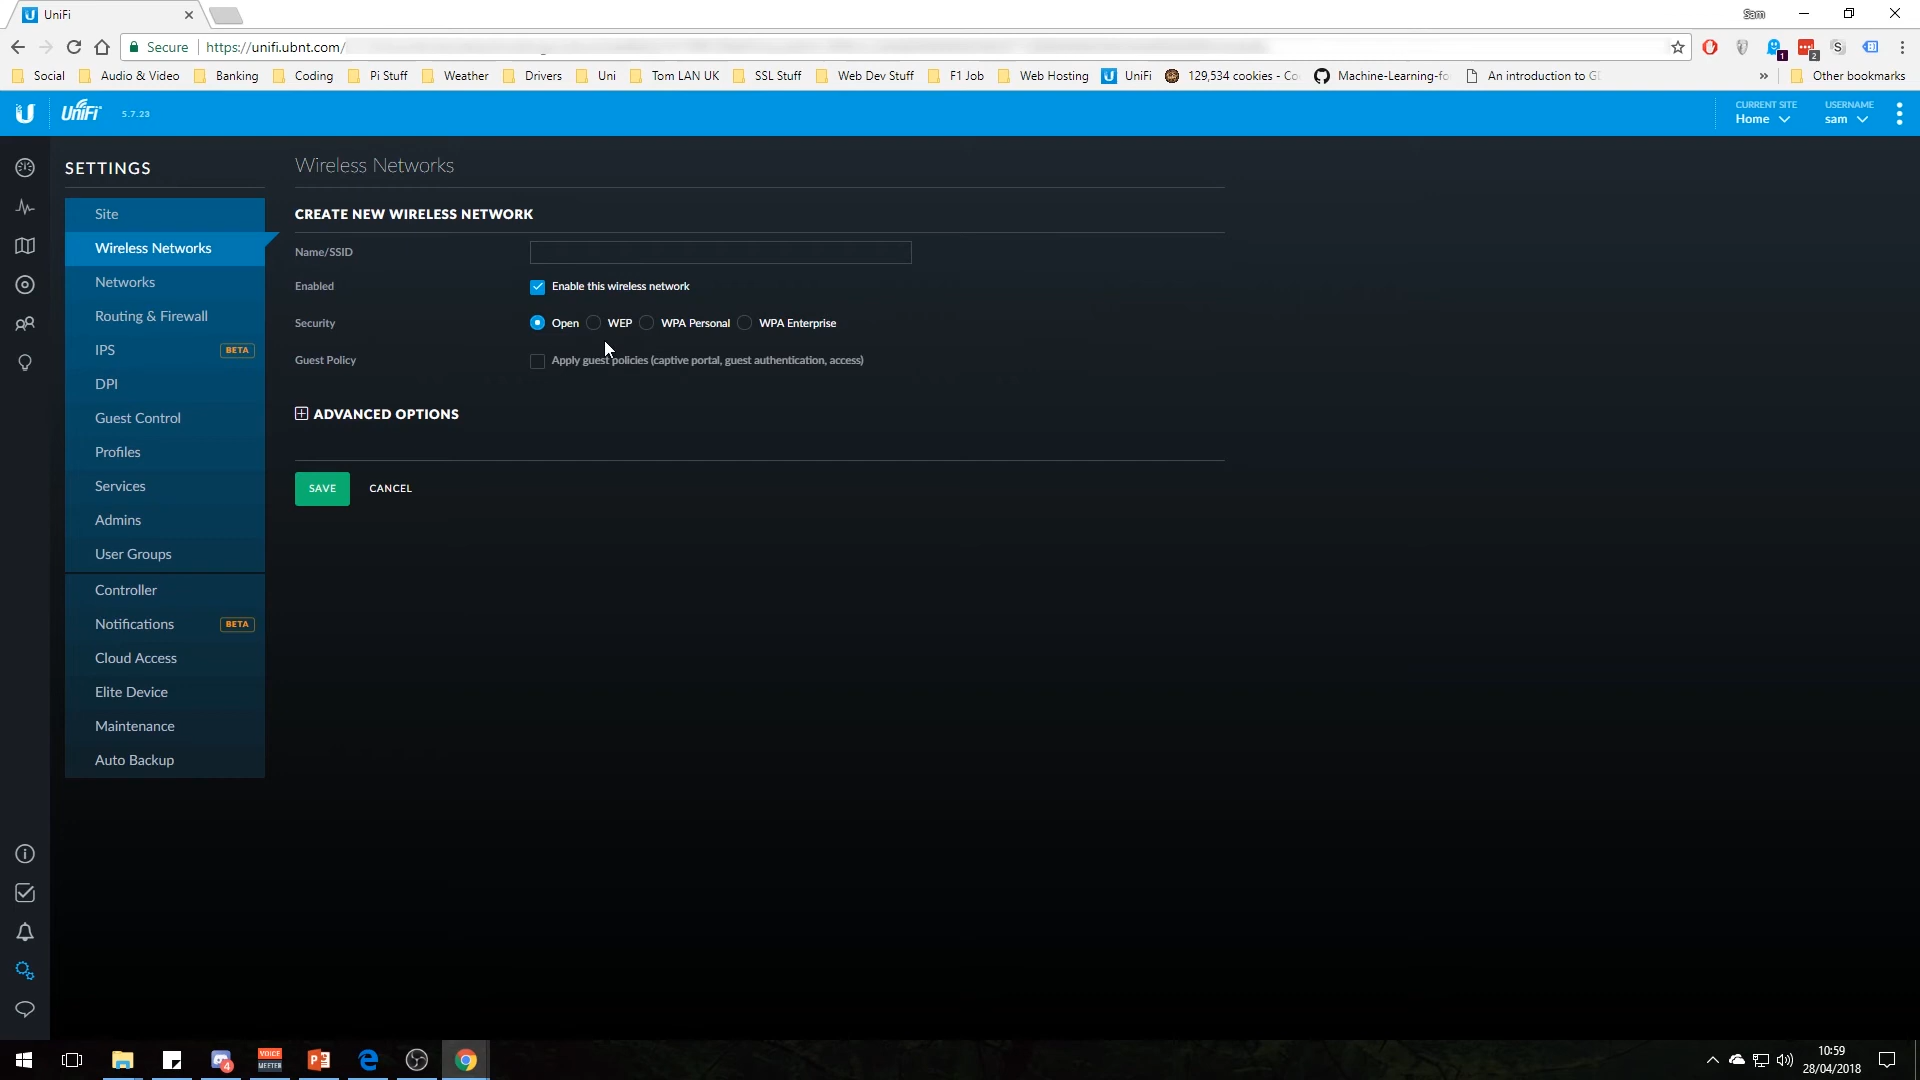 UniFi
Sam
Secure https://unifi.ubnt.com/
Social Audio & Video Banking Coding Pi Stuff Weather Drivers Uni Tom LAN UK SSL Stuff Web Dev Stuff F1 Job Web Hosting UniFi 129,534 cookies - Co Machine-Learning-fo An introduction to G » Other bookmarks
1 2 S
U UniFi 5.7.23
CURRENT SITE
Home
USERNAME
sam
SETTINGS
Site
Wireless Networks
Networks
Routing & Firewall
IPS BETA
DPI
Guest Control
Profiles
Services
Admins
User Groups
Controller
Notifications BETA
Cloud Access
Elite Device
Maintenance
Auto Backup
Wireless Networks
CREATE NEW WIRELESS NETWORK
Name/SSID
Enabled Enable this wireless network
Security Open WEP WPA Personal WPA Enterprise
Guest Policy Apply guest policies (captive portal, guest authentication, access)
ADVANCED OPTIONS
SAVE CANCEL
4
VOICE
MEETER
10:59
28/04/2018